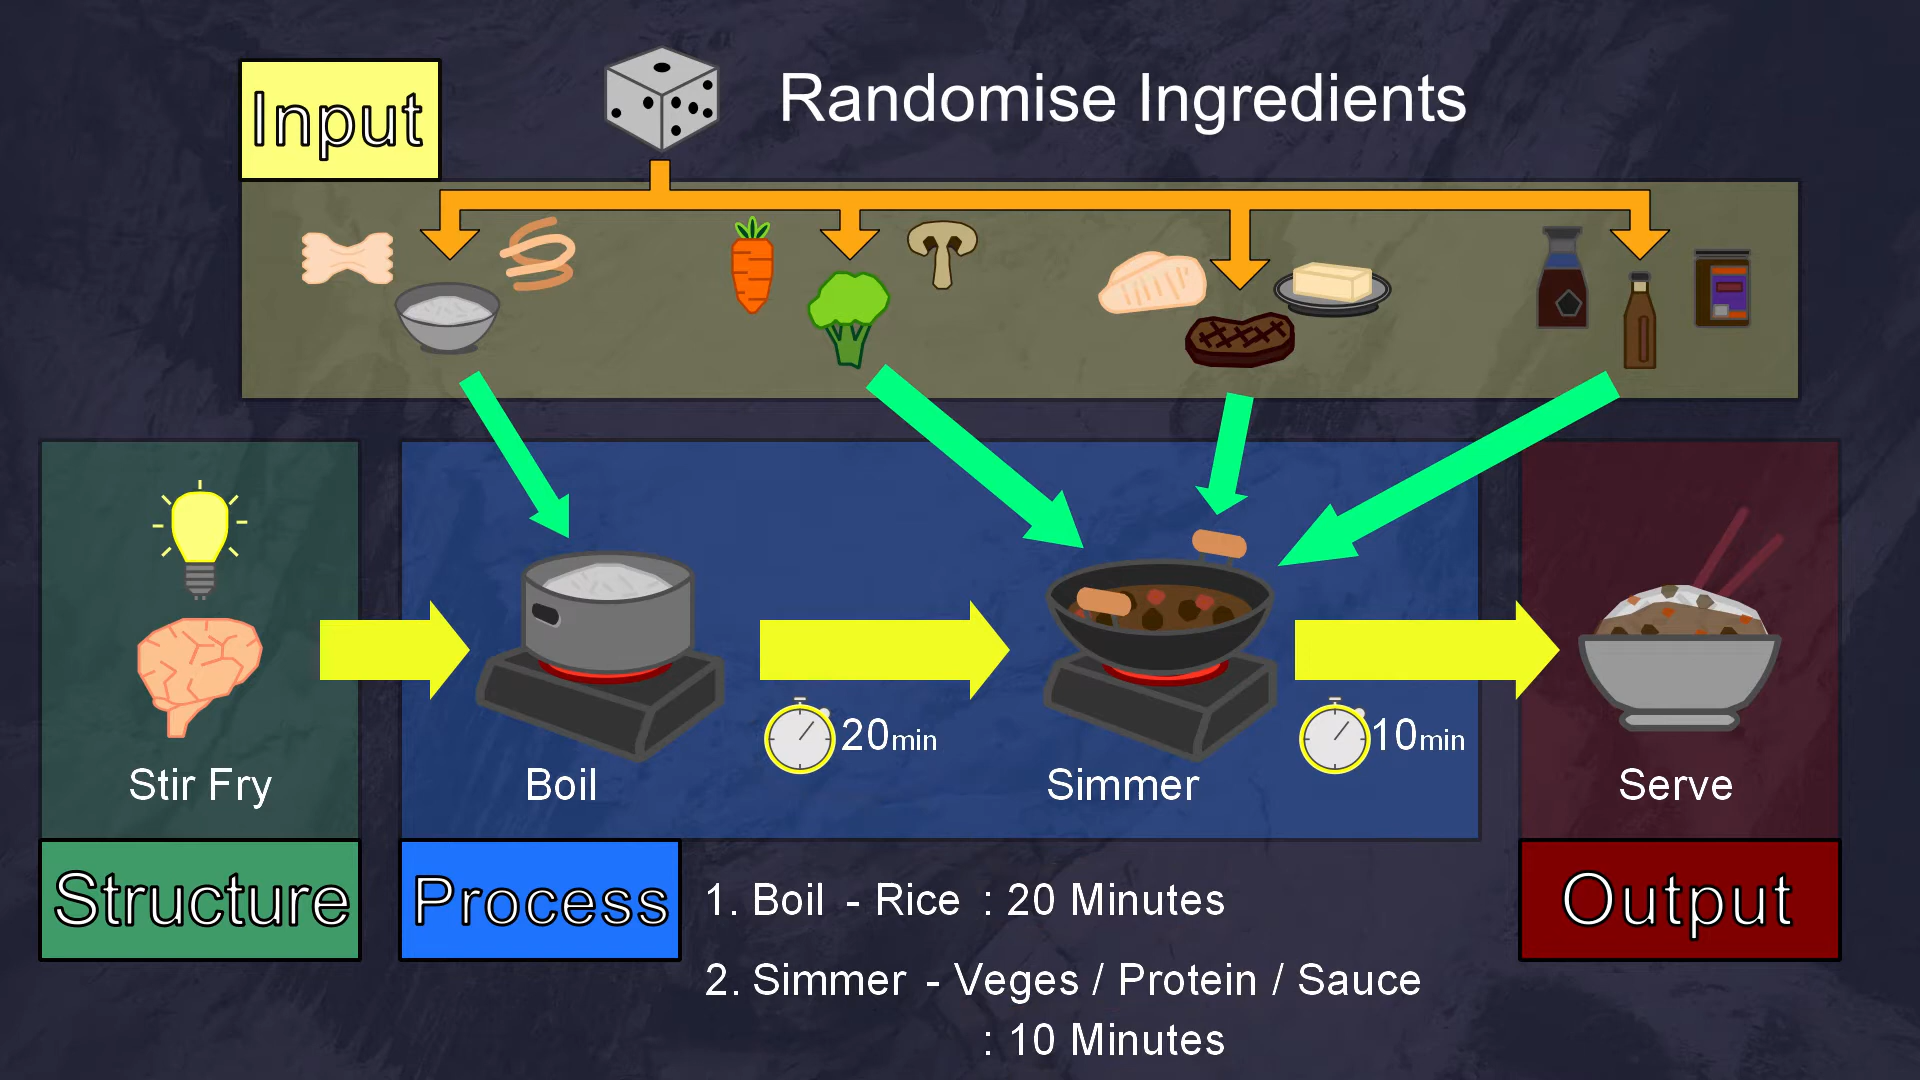 Input
Randomise Ingredients
20min
10min
Stir Fry
Boil
Simmer
Serve
Structure
Process
Output
1. Boil - Rice : 20 Minutes
2. Simmer - Veges / Protein / Sauce
: 10 Minutes